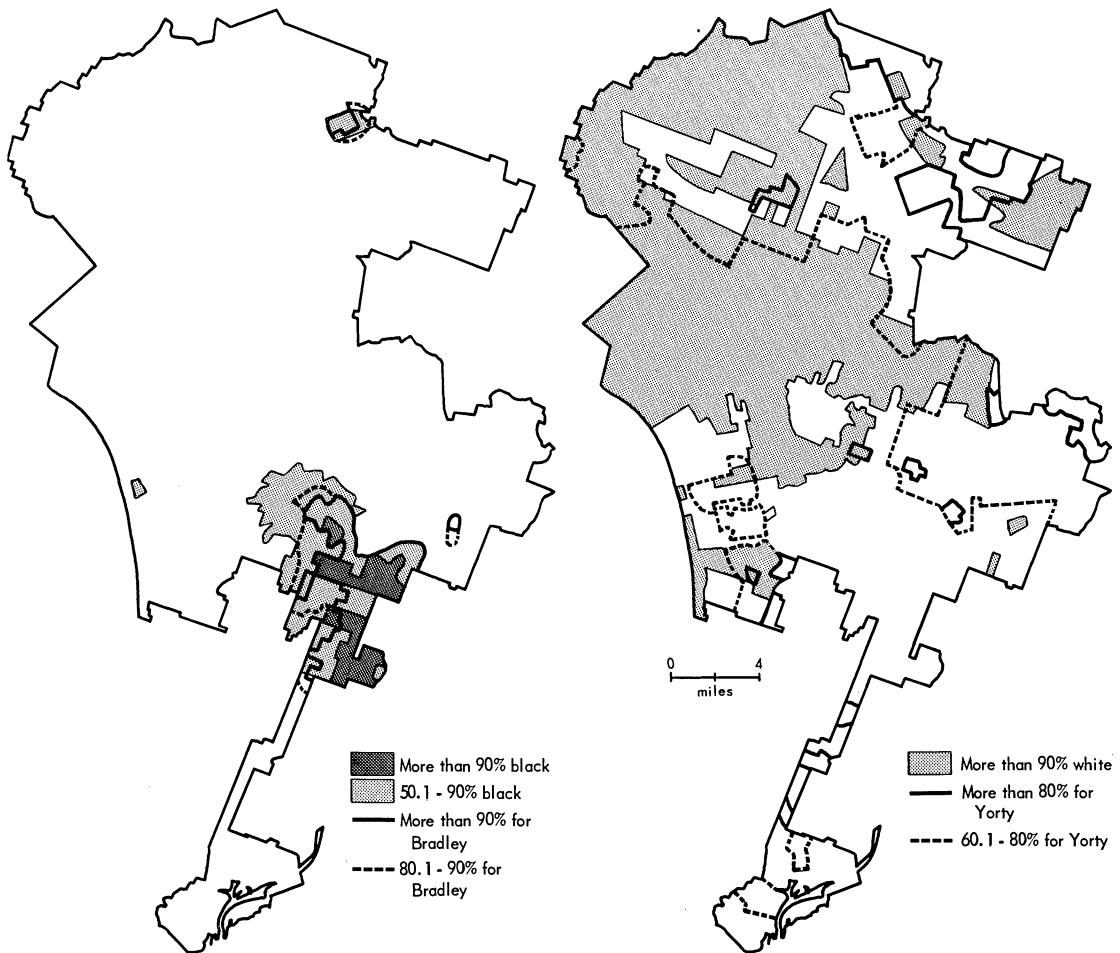 More than 90% black
50.1 - 90% black
More than 90% for
Bradley
80.1 - 90% for
Bradley
0 4
miles
More than 90% white
More than 80% for
Yorty
60.1 - 80% for Yorty